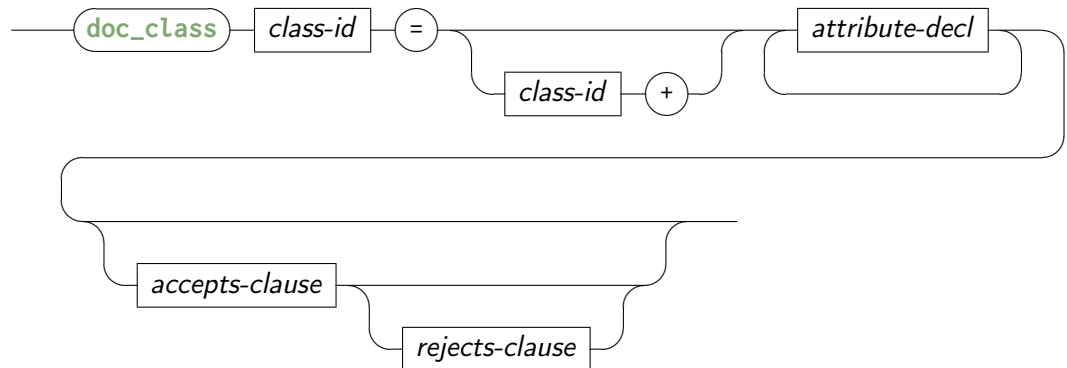 doc_class class-id = attribute-decl
class-id +
accepts-clause
rejects-clause